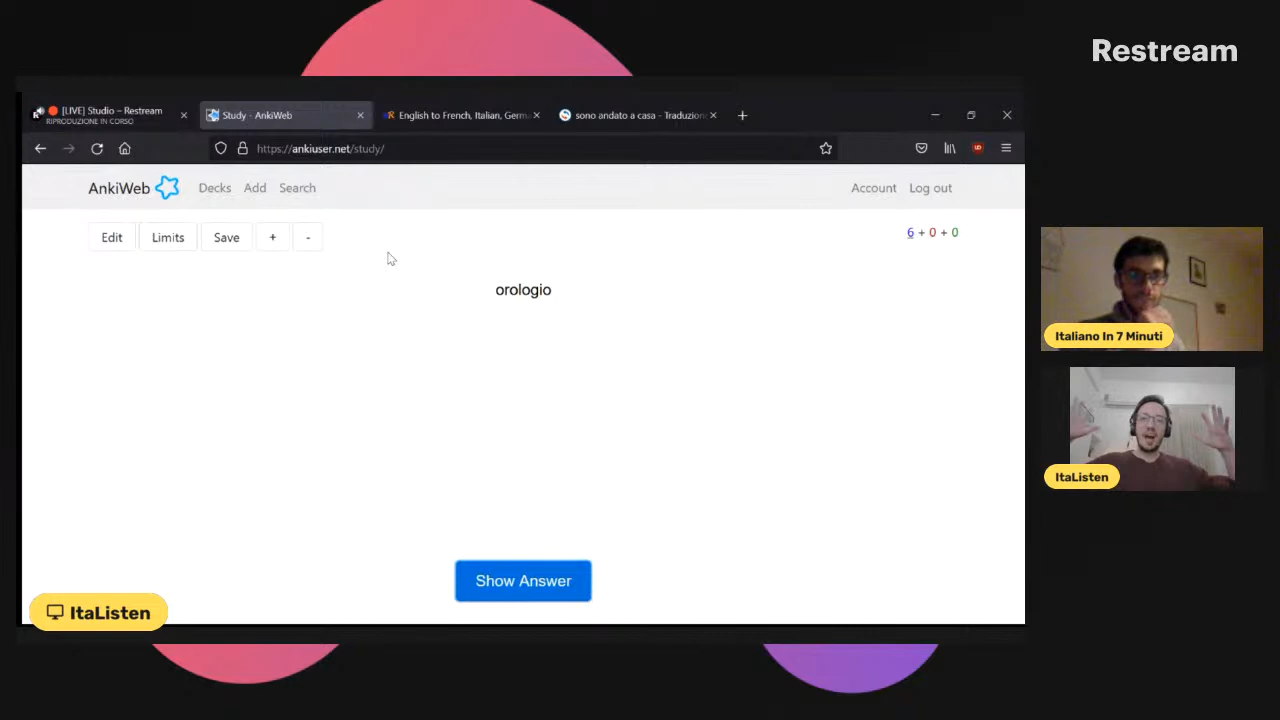 Restream
[LIVE] Studio – Restream
RIPRODUZIONE IN CORSO
Study - AnkiWeb
English to French, Italian, Germ
sono andato a casa - Traduzion
https://ankiuser.net/study/
AnkiWeb Decks Add Search Account Log out
Edit Limits Save + - 6 + 0 + 0
orologio
Show Answer
ItaListen
Italiano In 7 Minuti
ItaListen